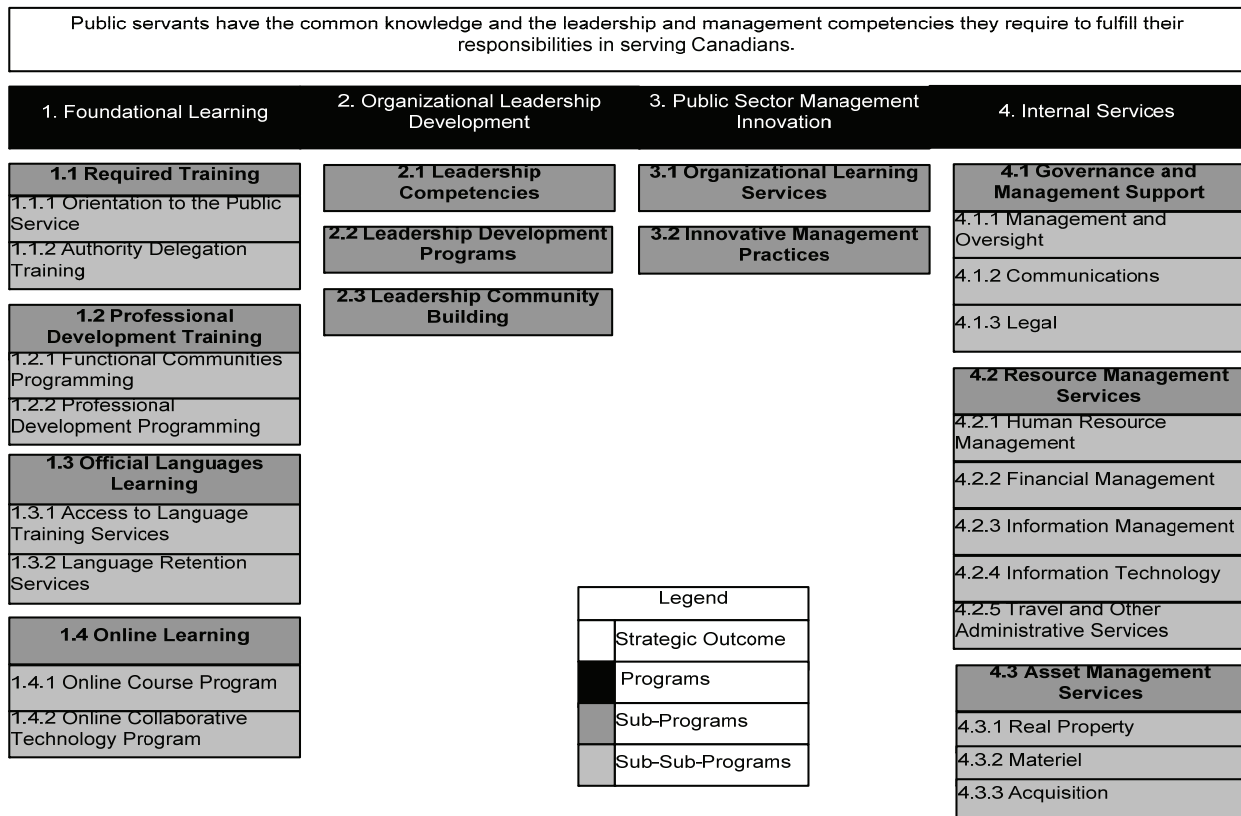 Public servants have the common knowledge and the leadership and management competencies they require to fulfill their
responsibilities in serving Canadians.
1. Foundational Learning
1.1 Required Training
1.1.1 Orientation to the Public
Service
1.1.2 Authority Delegation
Training
1.2 Professional
Development Training
1.2.1 Functional Communities
Programming
1.2.2 Professional
Development Programming
1.3 Official Languages
Learning
1.3.1 Access to Language
Training Services
1.3.2 Language Retention
Services
1.4 Online Learning
1.4.1 Online Course Program
1.4.2 Online Collaborative
Technology Program
2. Organizational Leadership
Development
2.1 Leadership
Competencies
2.2 Leadership Development
Programs
2.3 Leadership Community
Building
3. Public Sector Management
Innovation
3.1 Organizational Learning
Services
3.2 Innovative Management
Practices
4. Internal Services
4.1 Governance and
Management Support
4.1.1 Management and
Oversight
4.1.2 Communications
4.1.3 Legal
4.2 Resource Management
Services
4.2.1 Human Resource
Management
4.2.2 Financial Management
4.2.3 Information Management
4.2.4 Information Technology
4.2.5 Travel and Other
Administrative Services
4.3 Asset Management
Services
4.3.1 Real Property
4.3.2 Materiel
4.3.3 Acquisition
Legend
Strategic Outcome
Programs
Sub-Programs
Sub-Sub-Programs